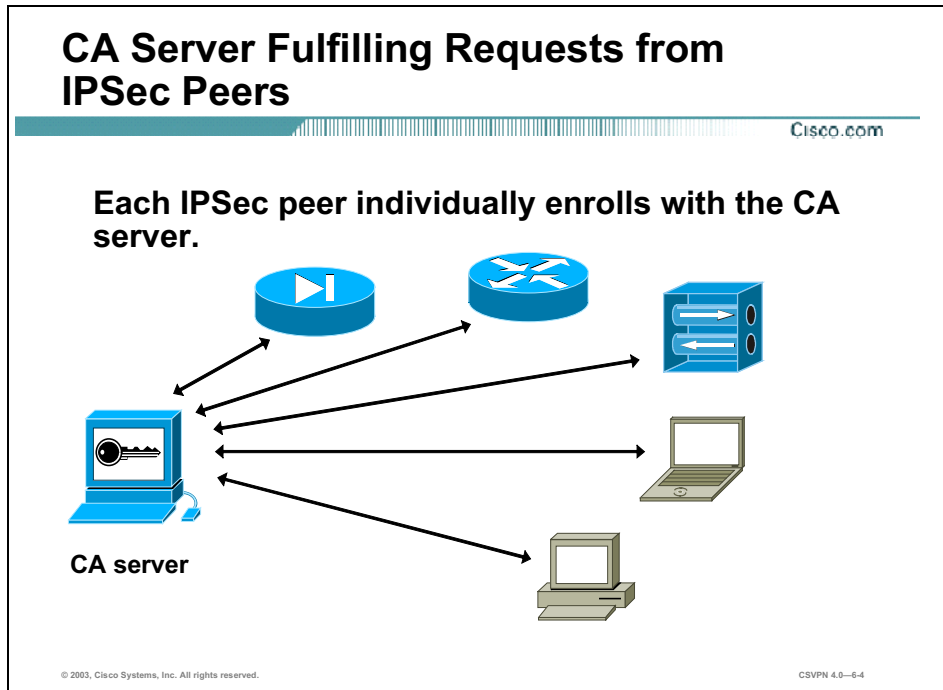 CA Server Fulfilling Requests from
IPSec Peers
Cisco.com
Each IPSec peer individually enrolls with the CA
server.
CA server
© 2003, Cisco Systems, Inc. All rights reserved.
CSVPN 4.0—6-4